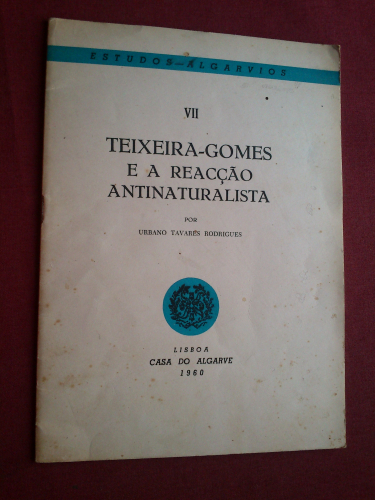 ESTUDOS—ALGARVIOS
VII
TEIXEIRA-GOMES
E A REACÇÃO
ANTINATURALISTA
POR
URBANO TAVARES RODRIGUES
LISBOA
CASA DO ALGARVE
1960